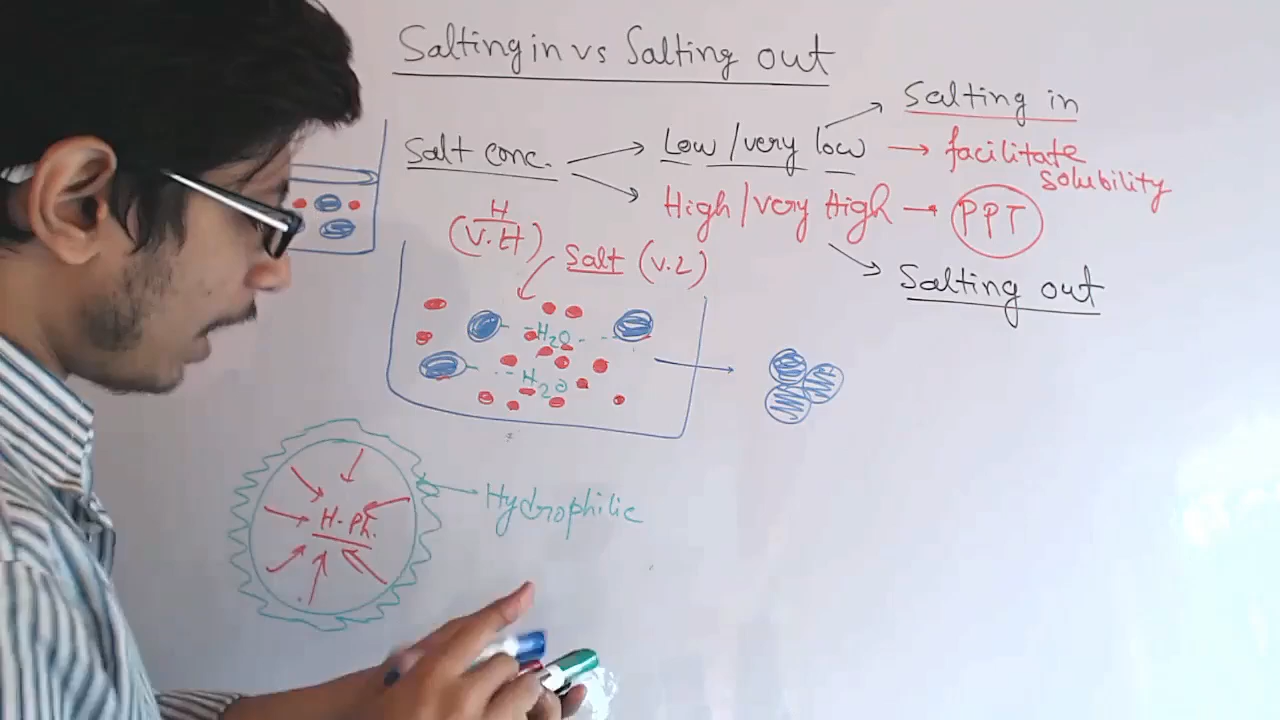 Salting in vs Salting out
Salting in
Salt conc.
Low / very low → facilitate
solubility
High / very High → PPT
H
(V.H)
Salt (V.L)
Salting out
H2O
H2O
H-Ph.
Hydrophilic